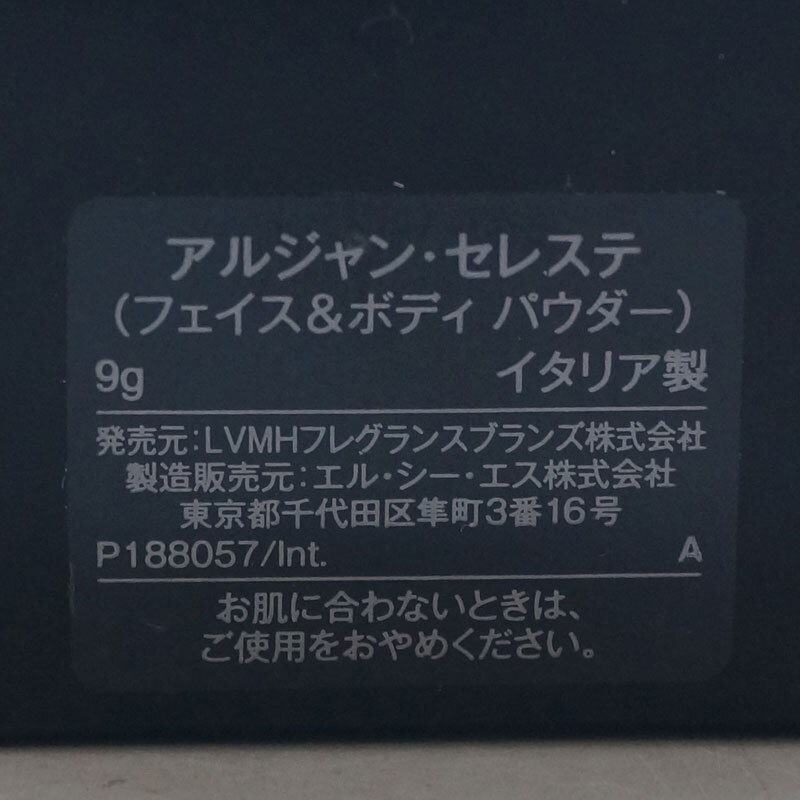 アルジャン・セレステ
(フェイス&ボディ パウダー)
9g イタリア製
発売元:LVMHフレグランスブランズ株式会社
製造販売元:エル・シー・エス株式会社
東京都千代田区隼町3番16号
P188057/Int. A
お肌に合わないときは、
ご使用をおやめください。